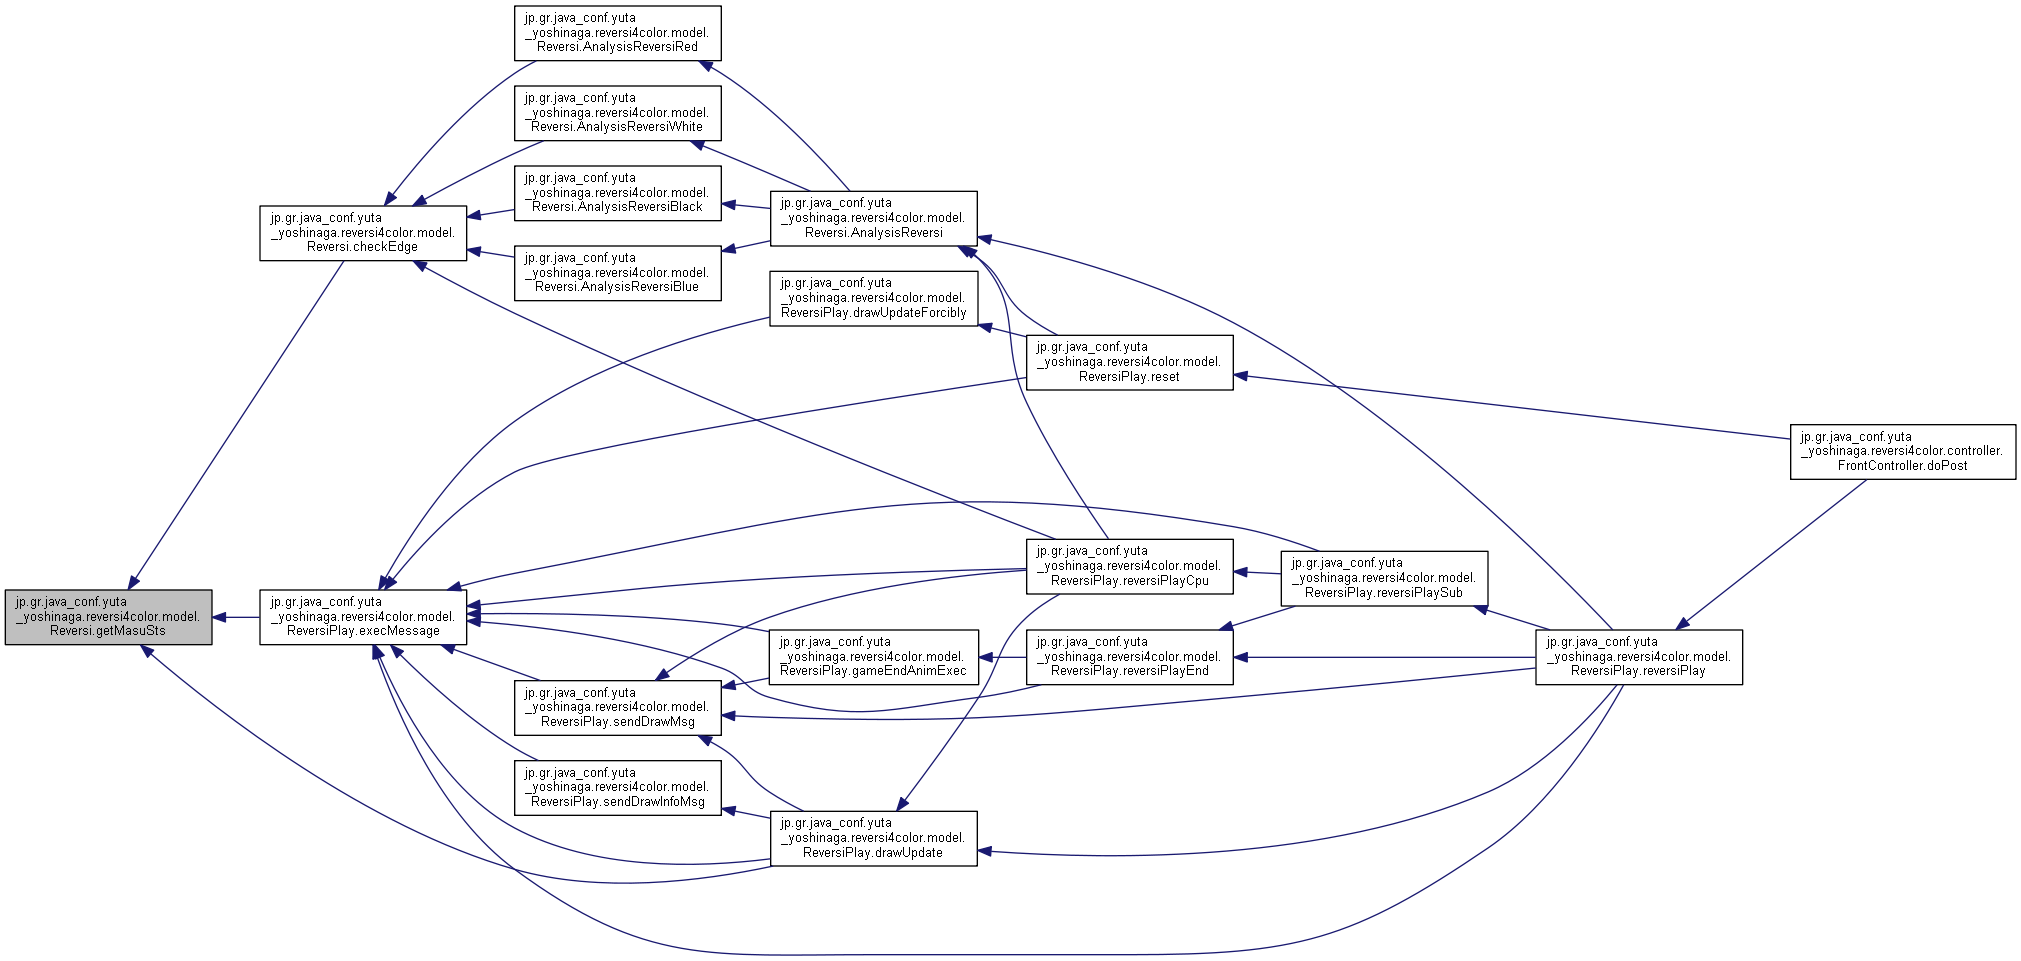 jp.gr.java_conf.yuta
_yoshinaga.reversi4color.model.
Reversi.AnalysisReversiRed
jp.gr.java_conf.yuta
_yoshinaga.reversi4color.model.
Reversi.AnalysisReversiWhite
jp.gr.java_conf.yuta
_yoshinaga.reversi4color.model.
Reversi.AnalysisReversiBlack
jp.gr.java_conf.yuta
_yoshinaga.reversi4color.model.
Reversi.AnalysisReversi
jp.gr.java_conf.yuta
_yoshinaga.reversi4color.model.
Reversi.checkEdge
jp.gr.java_conf.yuta
_yoshinaga.reversi4color.model.
Reversi.AnalysisReversiBlue
jp.gr.java_conf.yuta
_yoshinaga.reversi4color.model.
ReversiPlay.drawUpdateForcibly
jp.gr.java_conf.yuta
_yoshinaga.reversi4color.model.
ReversiPlay.reset
jp.gr.java_conf.yuta
_yoshinaga.reversi4color.controller.
FrontController.doPost
jp.gr.java_conf.yuta
_yoshinaga.reversi4color.model.
ReversiPlay.reversiPlayCpu
jp.gr.java_conf.yuta
_yoshinaga.reversi4color.model.
ReversiPlay.reversiPlaySub
jp.gr.java_conf.yuta
_yoshinaga.reversi4color.model.
Reversi.getMasuSts
jp.gr.java_conf.yuta
_yoshinaga.reversi4color.model.
ReversiPlay.execMessage
jp.gr.java_conf.yuta
_yoshinaga.reversi4color.model.
ReversiPlay.gameEndAnimExec
jp.gr.java_conf.yuta
_yoshinaga.reversi4color.model.
ReversiPlay.reversiPlayEnd
jp.gr.java_conf.yuta
_yoshinaga.reversi4color.model.
ReversiPlay.reversiPlay
jp.gr.java_conf.yuta
_yoshinaga.reversi4color.model.
ReversiPlay.sendDrawMsg
jp.gr.java_conf.yuta
_yoshinaga.reversi4color.model.
ReversiPlay.sendDrawInfoMsg
jp.gr.java_conf.yuta
_yoshinaga.reversi4color.model.
ReversiPlay.drawUpdate